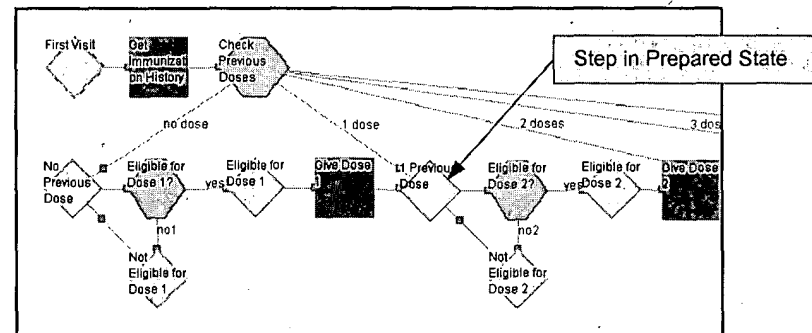 First Visit
Get
Immunizati
on History
Check
Previous
Doses
Step in Prepared State
no dose
1 dose
2 doses
3 dos
No
Previous
Dose
Eligible for
Dose 1?
yes
Eligible for
Dose 1
Give Dose
1
1 Previous
Dose
Eligible for
Dose 2?
yes
Eligible for
Dose 2
Give Dose
2
no1
no2
Not
Eligible for
Dose 1
Not
Eligible for
Dose 2